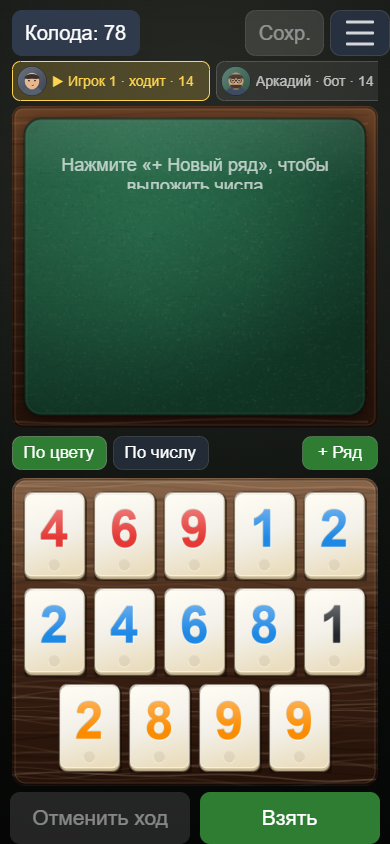 Колода: 78
Сохр.
▶ Игрок 1 · ходит · 14
Аркадий · бот · 14
Нажмите «+ Новый ряд», чтобы
выложить числа
По цвету
По числу
+ Ряд
4 6 9 1 2
2 4 6 8 1
2 8 9 9
Отменить ход
Взять